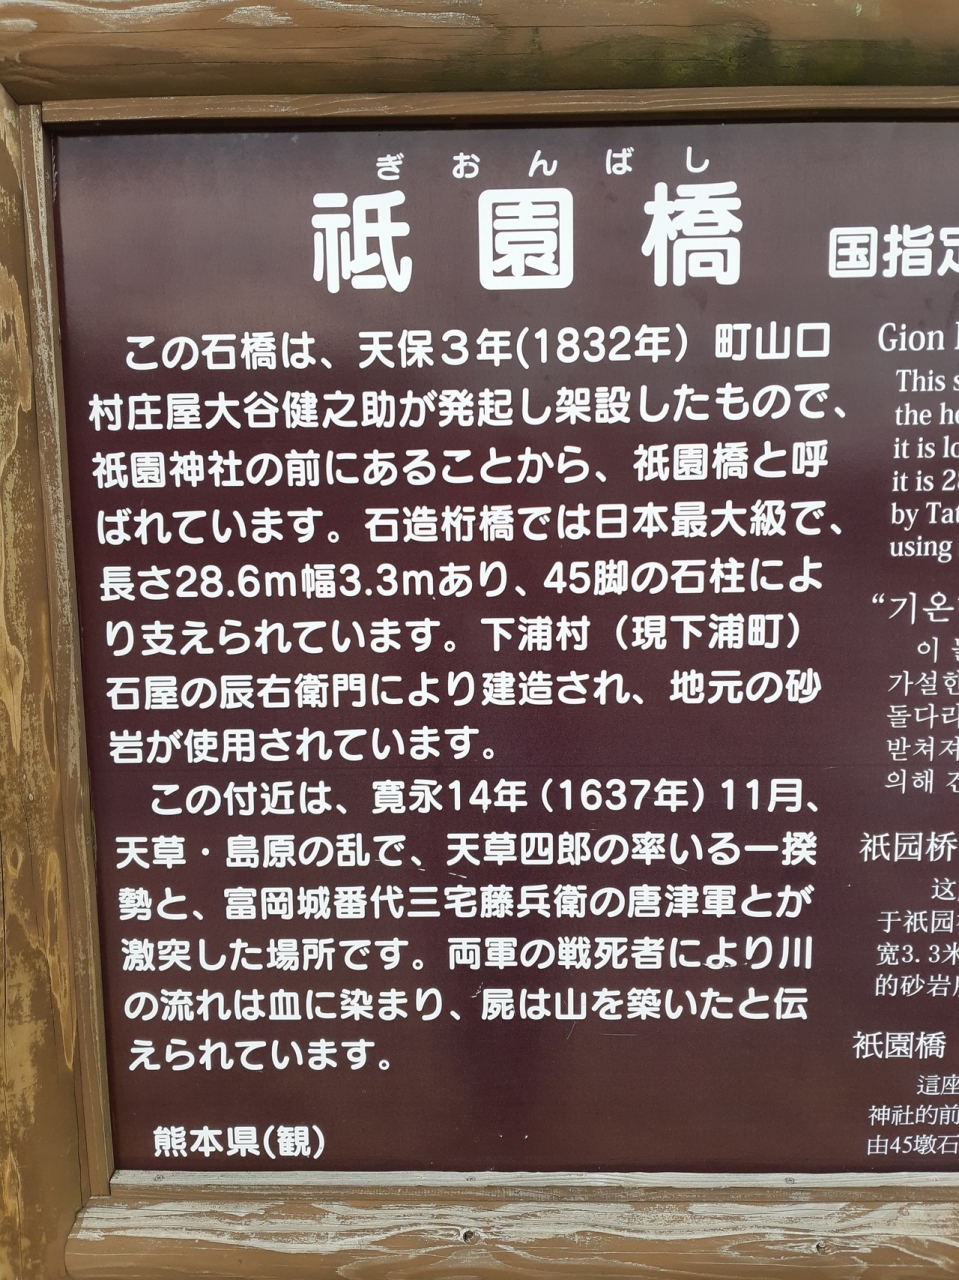 ぎおんばし
祗園橋 国指定
この石橋は、天保3年(1832年) 町山口
村庄屋大谷健之助が発起し架設したもので、
祗園神社の前にあることから、祗園橋と呼
ばれています。石造桁橋では日本最大級で、
長さ28.6m幅3.3mあり、45脚の石柱によ
り支えられています。下浦村（現下浦町）
石屋の辰右衛門により建造され、地元の砂
岩が使用されています。
この付近は、寛永14年（1637年）11月、
天草・島原の乱で、天草四郎の率いる一揆
勢と、富岡城番代三宅藤兵衛の唐津軍とが
激突した場所です。両軍の戦死者により川
の流れは血に染まり、屍は山を築いたと伝
えられています。
熊本県(観)
Gion
This
the
it is
it is
by
using
“기온
이
가설한
돌다리
받쳐져
의해
祇园桥
这
于祇园
宽3.3米
的砂岩
祇園橋
這座
神社的前
由45墩石